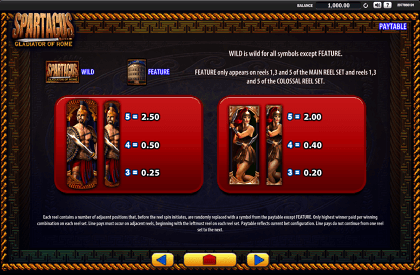 BALANCE 1,000.00
?
SPARTACUS
GLADIATOR OF ROME
PAYTABLE
WILD is wild for all symbols except FEATURE.
SPARTACUS WILD
FEATURE
FEATURE only appears on reels 1,3 and 5 of the MAIN REEL SET and reels 1,3
and 5 of the COLOSSAL REEL SET.
5 = 2.50
4 = 0.50
3 = 0.25
5 = 2.00
4 = 0.40
3 = 0.20
Each reel contains a number of adjacent positions that, before the reel spin initiates, are randomly replaced with a symbol from the paytable except FEATURE. Only highest winner paid per winning
combination on each reel set. Line pays must occur on adjacent reels, beginning with the leftmost reel on each reel set. Paytable reflects current bet configuration. Line pays do not continue from one reel
set to the next.